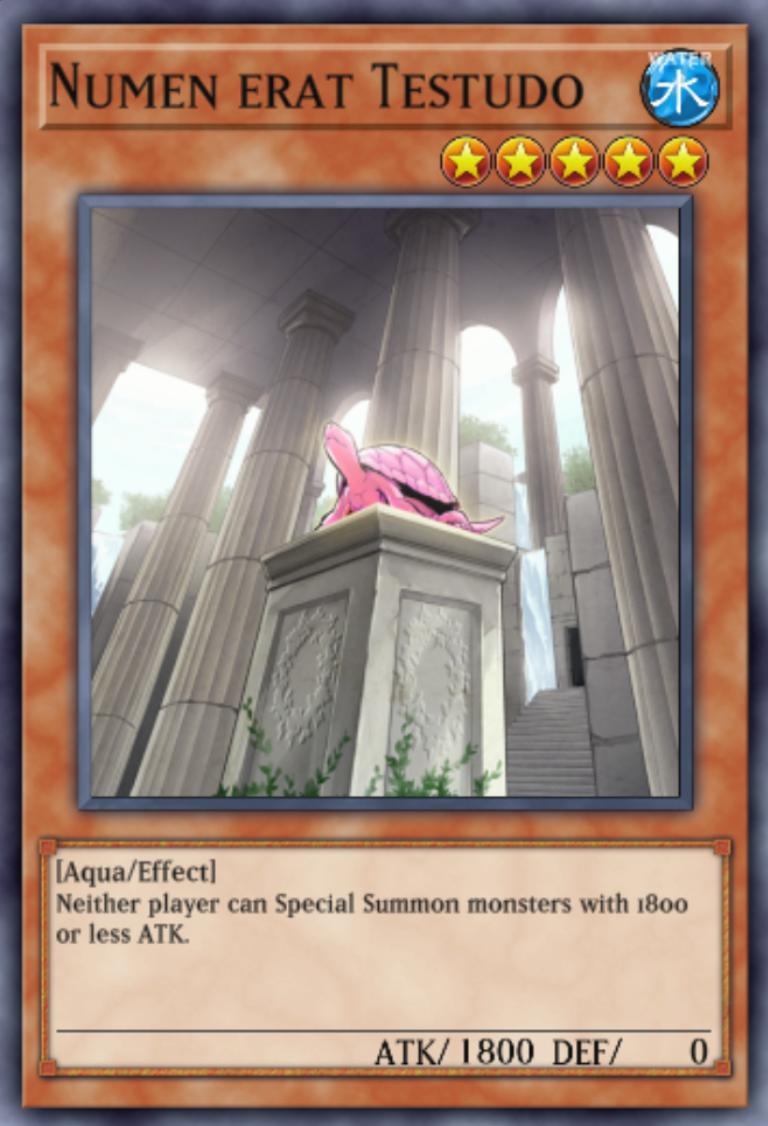 Numen erat Testudo
WATER
水
[Aqua/Effect]
Neither player can Special Summon monsters with 1800
or less ATK.
ATK/ 1800 DEF/ 0